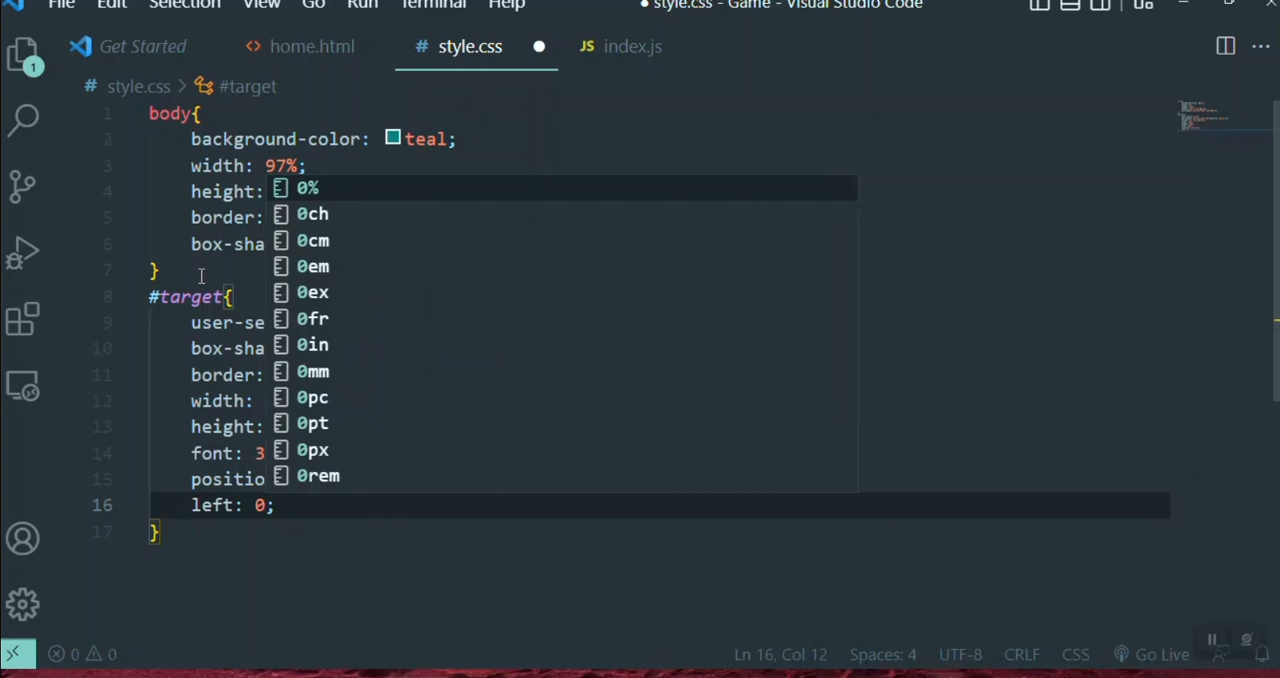 File Edit Selection View Go Run Terminal Help ● style.css - Game - Visual Studio Code
Get Started <> home.html # style.css ● JS index.js ...
1
# style.css > #target
1 body{
2 background-color: teal;
3 width: 97%;
4 height:
5 border:
6 box-sha
7 }
8 #target{
9 user-se
10 box-sha
11 border:
12 width:
13 height:
14 font: 3
15 positio
16 left: 0;
17 }
0%
0ch
0cm
0em
0ex
0fr
0in
0mm
0pc
0pt
0px
0rem
0 0 Ln 16, Col 12 Spaces: 4 UTF-8 CRLF CSS Go Live